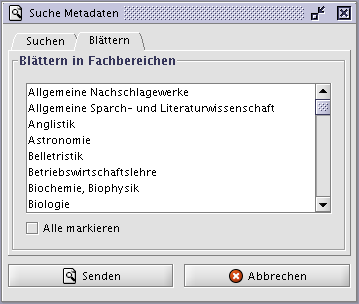 Suche Metadaten
Suchen Blättern
Blättern in Fachbereichen
Allgemeine Nachschlagewerke
Allgemeine Sparch- und Literaturwissenschaft
Anglistik
Astronomie
Belletristik
Betriebswirtschaftslehre
Biochemie, Biophysik
Biologie
Alle markieren
Senden Abbrechen